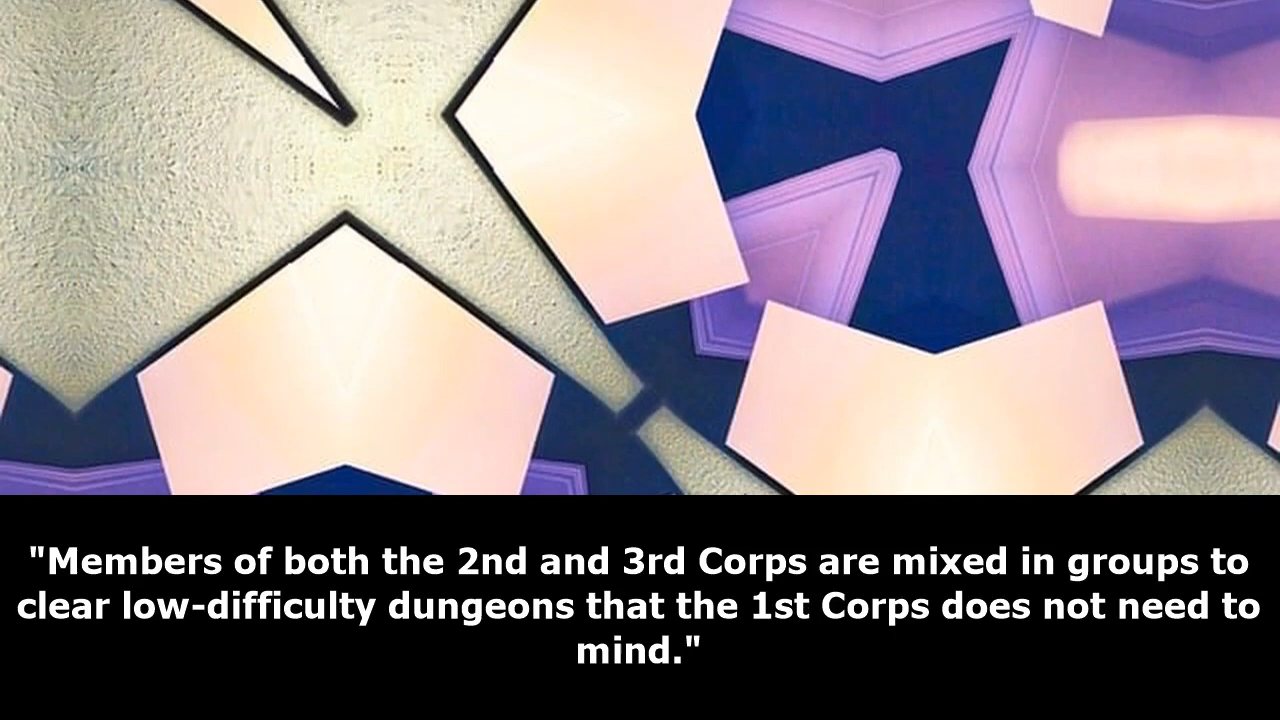 "Members of both the 2nd and 3rd Corps are mixed in groups to
clear low-difficulty dungeons that the 1st Corps does not need to
mind."